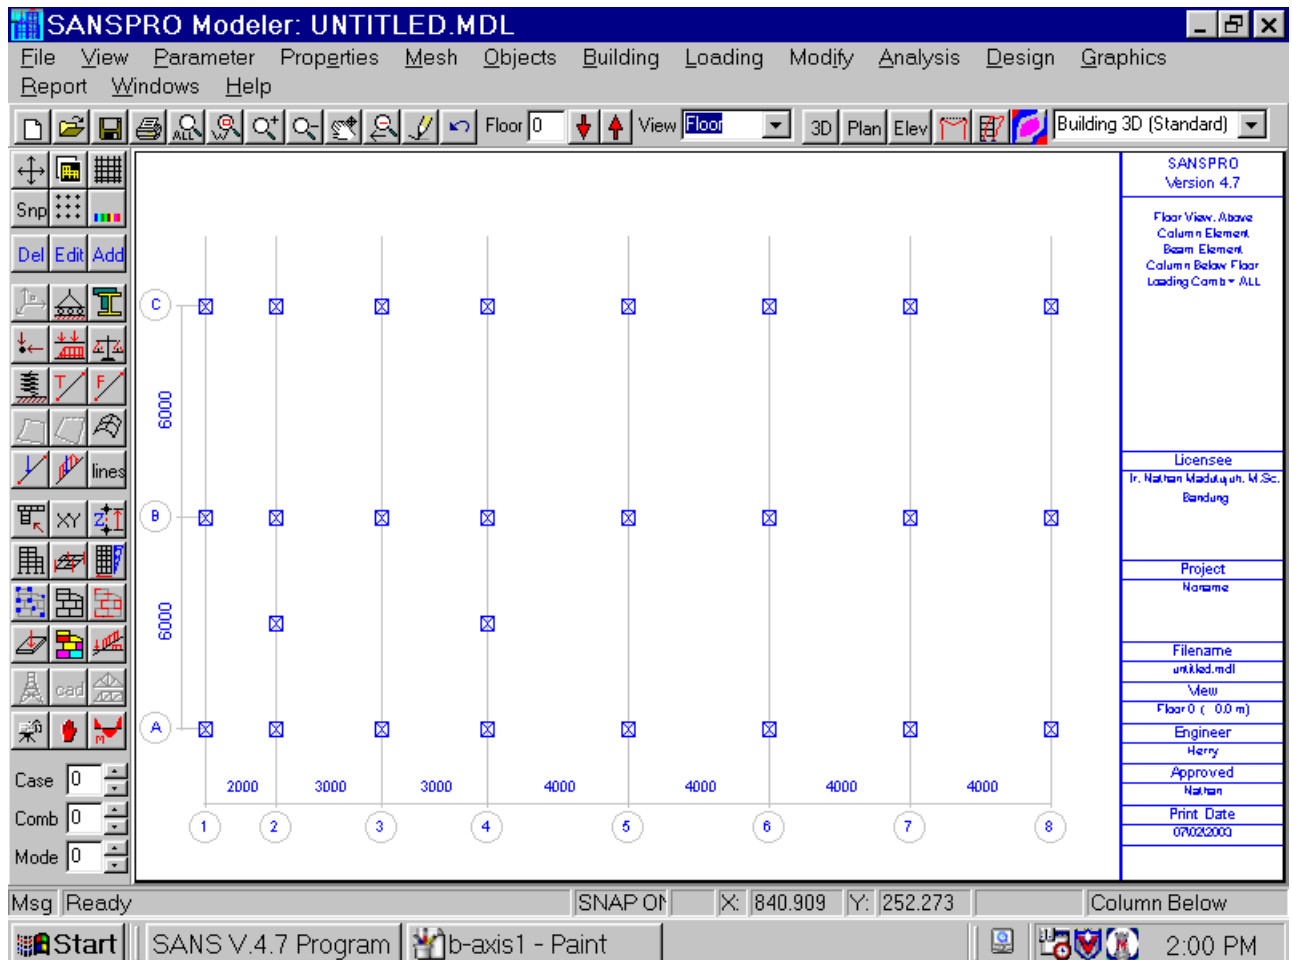 SANSPRO Modeler: UNTITLED.MDL
File View Parameter Properties Mesh Objects Building Loading Modify Analysis Design Graphics
Report Windows Help
ALL W Floor 0 View Floor 3D Plan Elev Building 3D (Standard)
Snp
Del Edit Add
T F
lines
XY Z
cad
M
Case 0
Comb 0
Mode 0
C
6000
B
6000
A
2000 3000 3000 4000 4000 4000 4000
1 2 3 4 5 6 7 8
SANSPRO
Version 4.7
Floor View, Above
Column Element
Beam Element
Column Below Floor
Loading Comb = ALL
Licensee
Ir. Nathan Madutujuh, M.Sc.
Bandung
Project
Noname
Filename
untitled.mdl
View
Floor 0 ( 0.0 m)
Engineer
Herry
Approved
Nathan
Print Date
Msg Ready SNAP ON X: 840.909 Y: 252.273 Column Below
Start SANS V.4.7 Program b-axis1 - Paint 2:00 PM